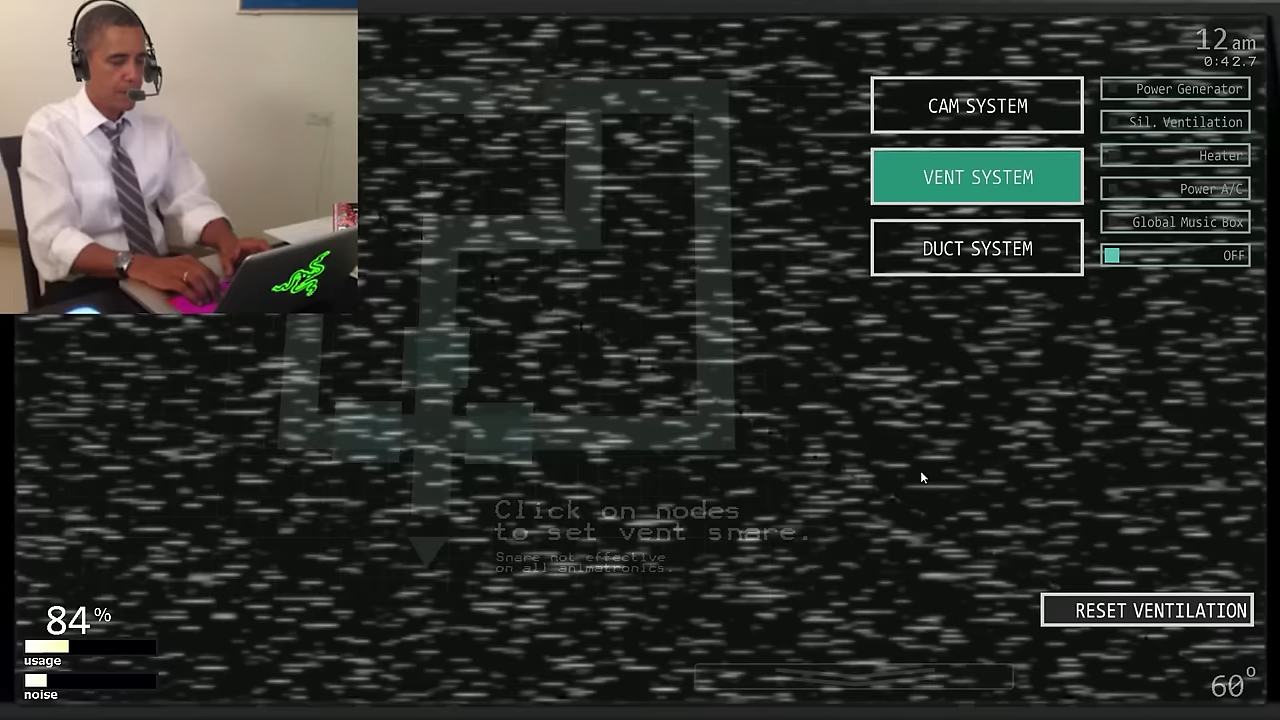 12 am
0:42.7
CAM SYSTEM
VENT SYSTEM
DUCT SYSTEM
Power Generator
Sil. Ventilation
Heater
Power A/C
Global Music Box
OFF
Click on nodes
to set vent snare.
Snare not effective
on all animatronics.
RESET VENTILATION
84%
usage
noise
60°